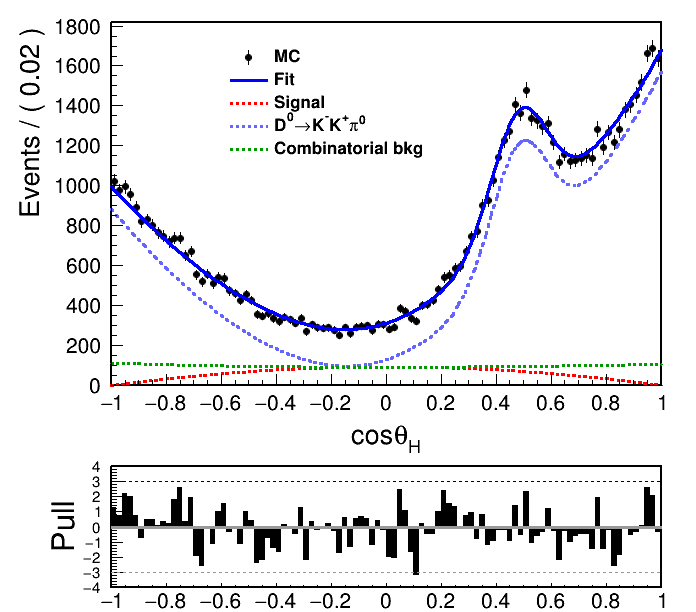 Events / ( 0.02 )
1800
1600
1400
1200
1000
800
600
400
200
0
MC
Fit
Signal
D⁰→K⁻K⁺π⁰
Combinatorial bkg
−1 −0.8 −0.6 −0.4 −0.2 0 0.2 0.4 0.6 0.8 1
cosθ_H
Pull
4
3
2
1
0
−1
−2
−3
−4
−1 −0.8 −0.6 −0.4 −0.2 0 0.2 0.4 0.6 0.8 1